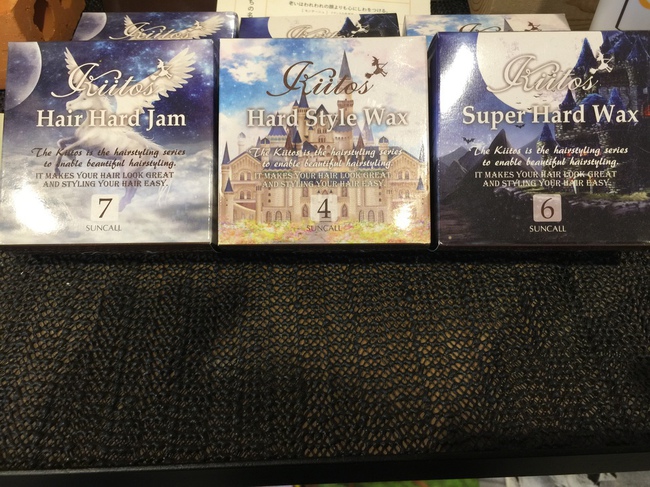 Kiitos
Hair Hard Jam
The Kiitos is the hairstyling series
to enable beautiful hairstyling.
IT MAKES YOUR HAIR LOOK GREAT
AND STYLING YOUR HAIR EASY.
7
SUNCALL
Kiitos
Hard Style Wax
The Kiitos is the hairstyling series
to enable beautiful hairstyling.
IT MAKES YOUR HAIR LOOK GREAT
AND STYLING YOUR HAIR EASY.
4
SUNCALL
Kiitos
Super Hard Wax
The Kiitos is the hairstyling series
to enable beautiful hairstyling.
IT MAKES YOUR HAIR LOOK GREAT
AND STYLING YOUR HAIR EASY.
6
SUNCALL